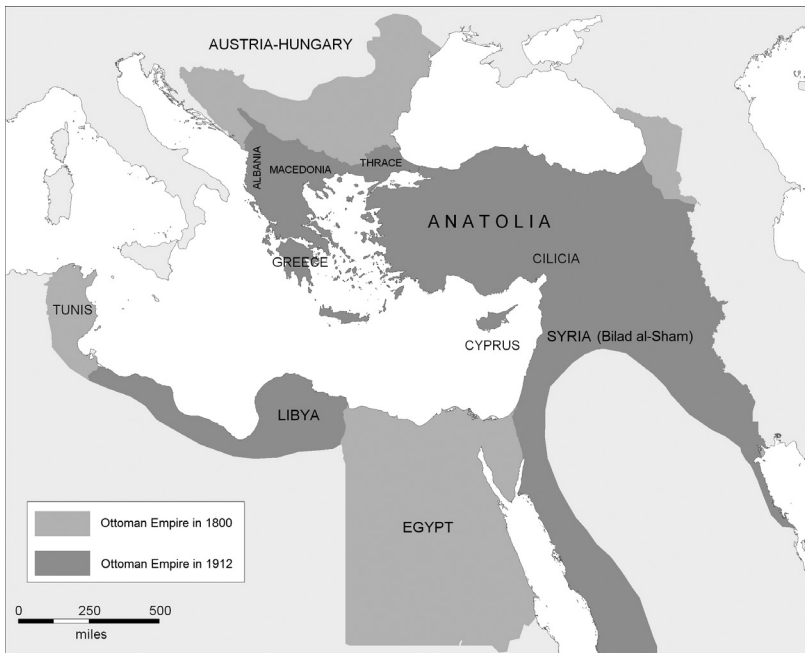 AUSTRIA-HUNGARY
ALBANIA
MACEDONIA
THRACE
ANATOLIA
GREECE
CILICIA
TUNIS
CYPRUS
SYRIA (Bilad al-Sham)
LIBYA
EGYPT
Ottoman Empire in 1800
Ottoman Empire in 1912
0 250 500
miles